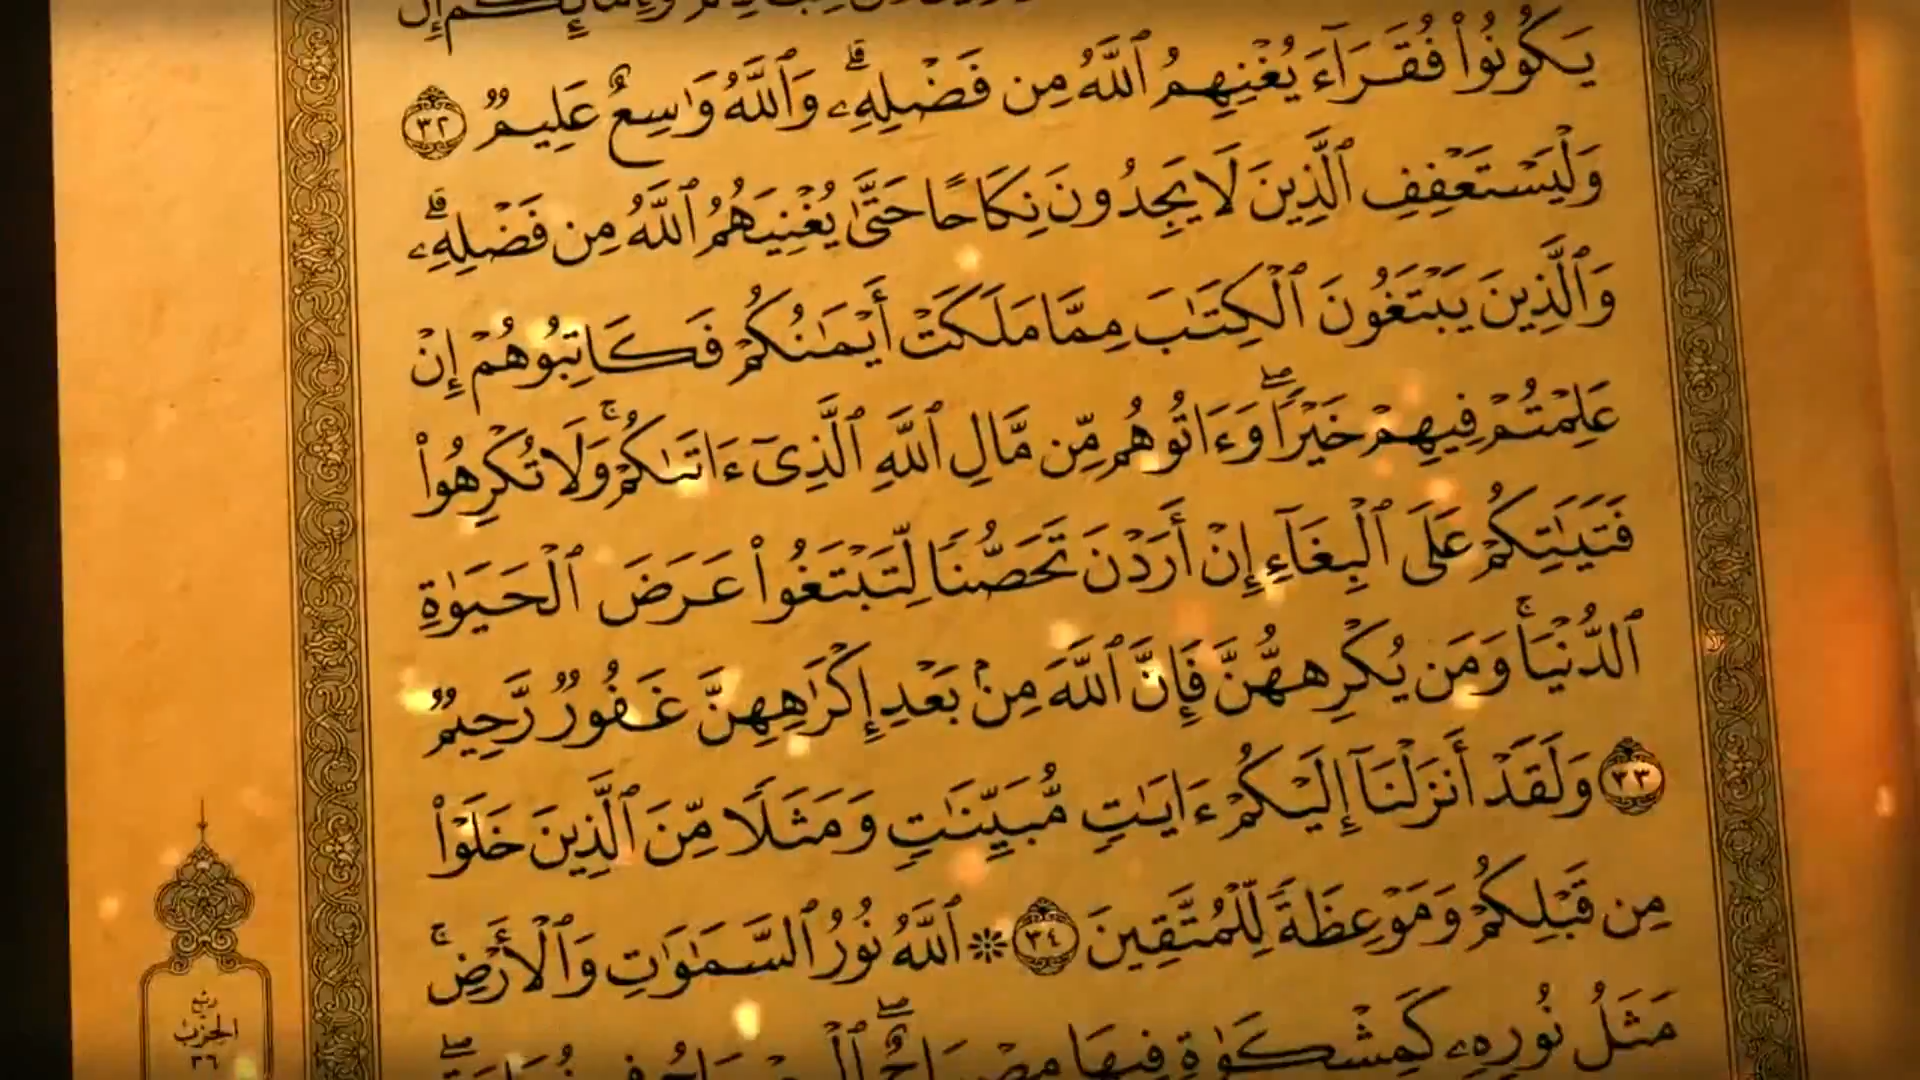 يَكُونُوا۟ فُقَرَآءَ يُغْنِهِمُ ٱللَّهُ مِن فَضْلِهِۦ ۗ وَٱللَّهُ وَٰسِعٌ عَلِيمٌ ٣٢
وَلْيَسْتَعْفِفِ ٱلَّذِينَ لَا يَجِدُونَ نِكَاحًا حَتَّىٰ يُغْنِيَهُمُ ٱللَّهُ مِن فَضْلِهِۦ ۗ
وَٱلَّذِينَ يَبْتَغُونَ ٱلْكِتَٰبَ مِمَّا مَلَكَتْ أَيْمَٰنُكُمْ فَكَاتِبُوهُمْ إِنْ
عَلِمْتُمْ فِيهِمْ خَيْرًا ۖ وَءَاتُوهُم مِّن مَّالِ ٱللَّهِ ٱلَّذِىٓ ءَاتَىٰكُمْ ۚ وَلَا تُكْرِهُوا۟
فَتَيَٰتِكُمْ عَلَى ٱلْبِغَآءِ إِنْ أَرَدْنَ تَحَصُّنًا لِّتَبْتَغُوا۟ عَرَضَ ٱلْحَيَوٰةِ
ٱلدُّنْيَا ۚ وَمَن يُكْرِههُّنَّ فَإِنَّ ٱللَّهَ مِنۢ بَعْدِ إِكْرَٰهِهِنَّ غَفُورٌ رَّحِيمٌ
٣٣ وَلَقَدْ أَنزَلْنَآ إِلَيْكُمْ ءَايَٰتٍ مُّبَيِّنَٰتٍ وَمَثَلًا مِّنَ ٱلَّذِينَ خَلَوْا۟
مِن قَبْلِكُمْ وَمَوْعِظَةً لِّلْمُتَّقِينَ ٣٤ ۞ ٱللَّهُ نُورُ ٱلسَّمَٰوَٰتِ وَٱلْأَرْضِ ۚ
مَثَلُ نُورِهِۦ كَمِشْكَوٰةٍ فِيهَا مِصْبَاحٌ ۖ
ربع
الحزب
٣٦